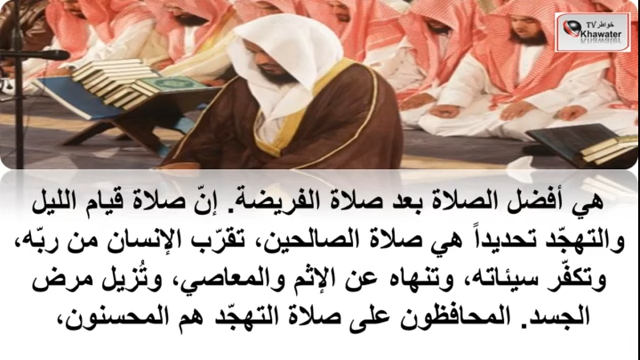 خواطر TV
Khawater
هي أفضل الصلاة بعد صلاة الفريضة. إنّ صلاة قيام الليل
والتهجّد تحديداً هي صلاة الصالحين، تقرّب الإنسان من ربّه،
وتكفّر سيئاته، وتنهاه عن الإثم والمعاصي، وتُزيل مرض
الجسد. المحافظون على صلاة التهجّد هم المحسنون،